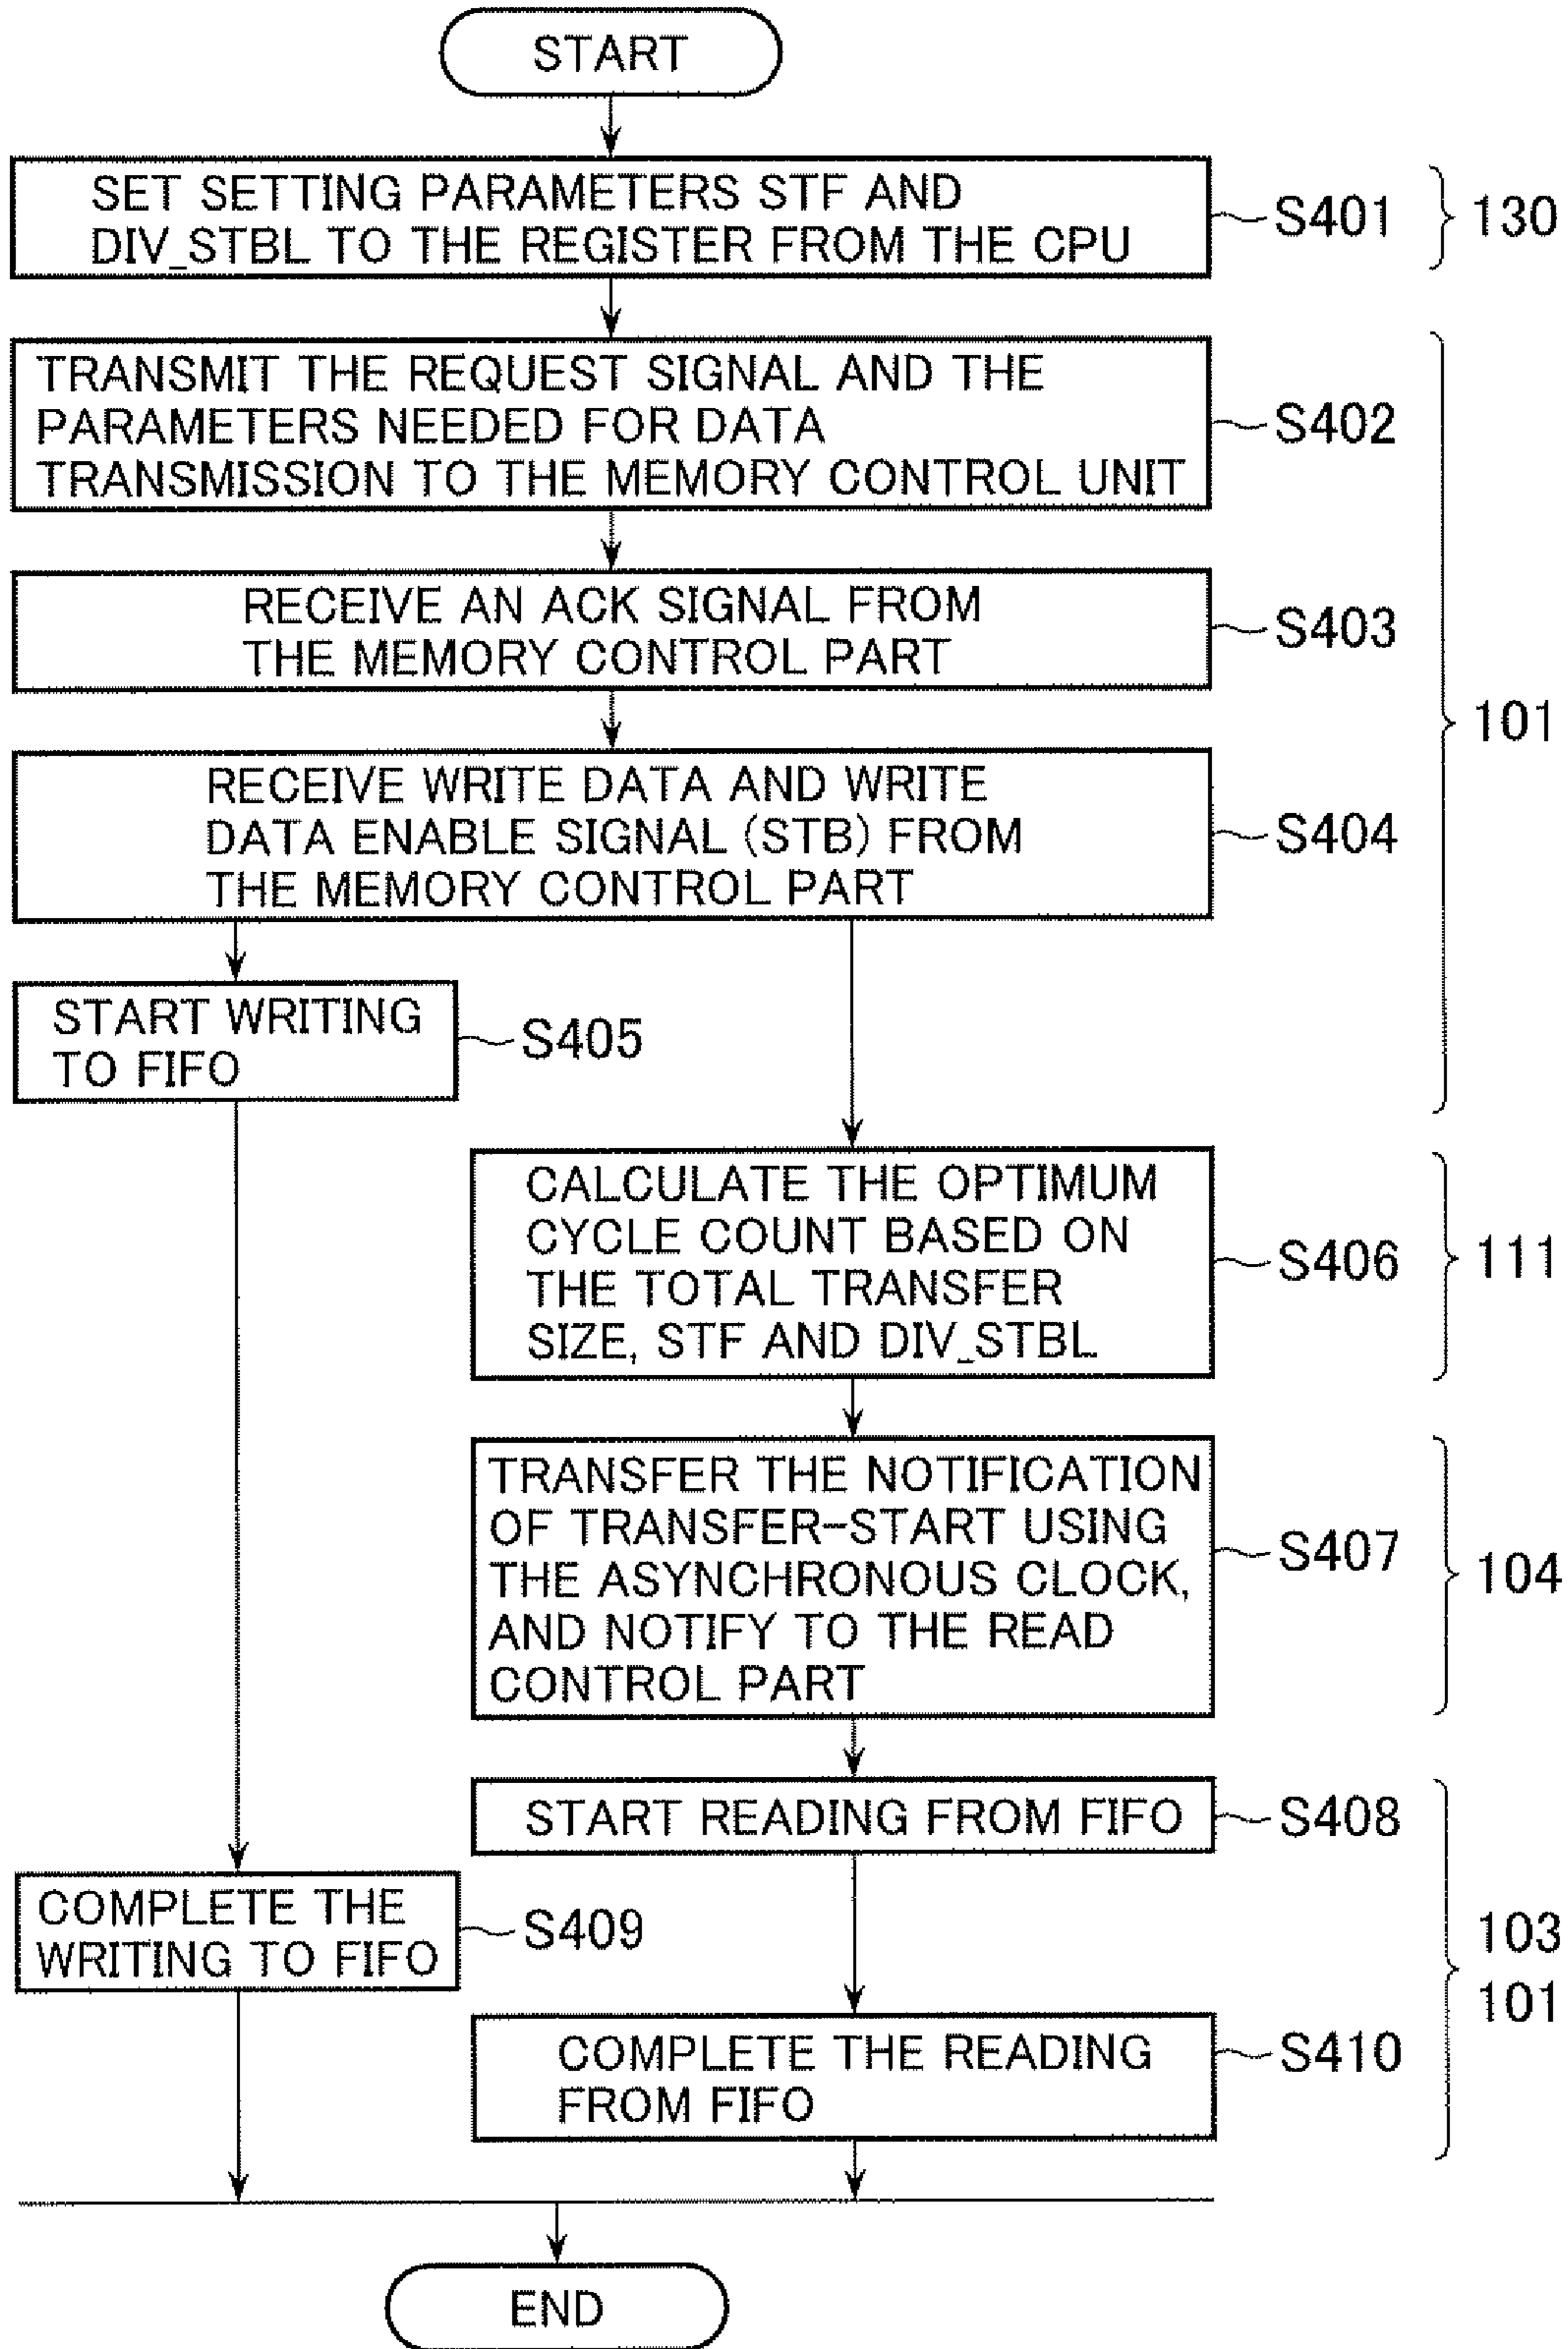 START
SET SETTING PARAMETERS STF AND
DIV_STBL TO THE REGISTER FROM THE CPU
S401
130
TRANSMIT THE REQUEST SIGNAL AND THE
PARAMETERS NEEDED FOR DATA
TRANSMISSION TO THE MEMORY CONTROL UNIT
S402
RECEIVE AN ACK SIGNAL FROM
THE MEMORY CONTROL PART
S403
101
RECEIVE WRITE DATA AND WRITE
DATA ENABLE SIGNAL (STB) FROM
THE MEMORY CONTROL PART
S404
START WRITING
TO FIFO
S405
CALCULATE THE OPTIMUM
CYCLE COUNT BASED ON
THE TOTAL TRANSFER
SIZE, STF AND DIV_STBL
S406
111
TRANSFER THE NOTIFICATION
OF TRANSFER-START USING
THE ASYNCHRONOUS CLOCK,
AND NOTIFY TO THE READ
CONTROL PART
S407
104
START READING FROM FIFO
S408
COMPLETE THE
WRITING TO FIFO
S409
103
101
COMPLETE THE READING
FROM FIFO
S410
END